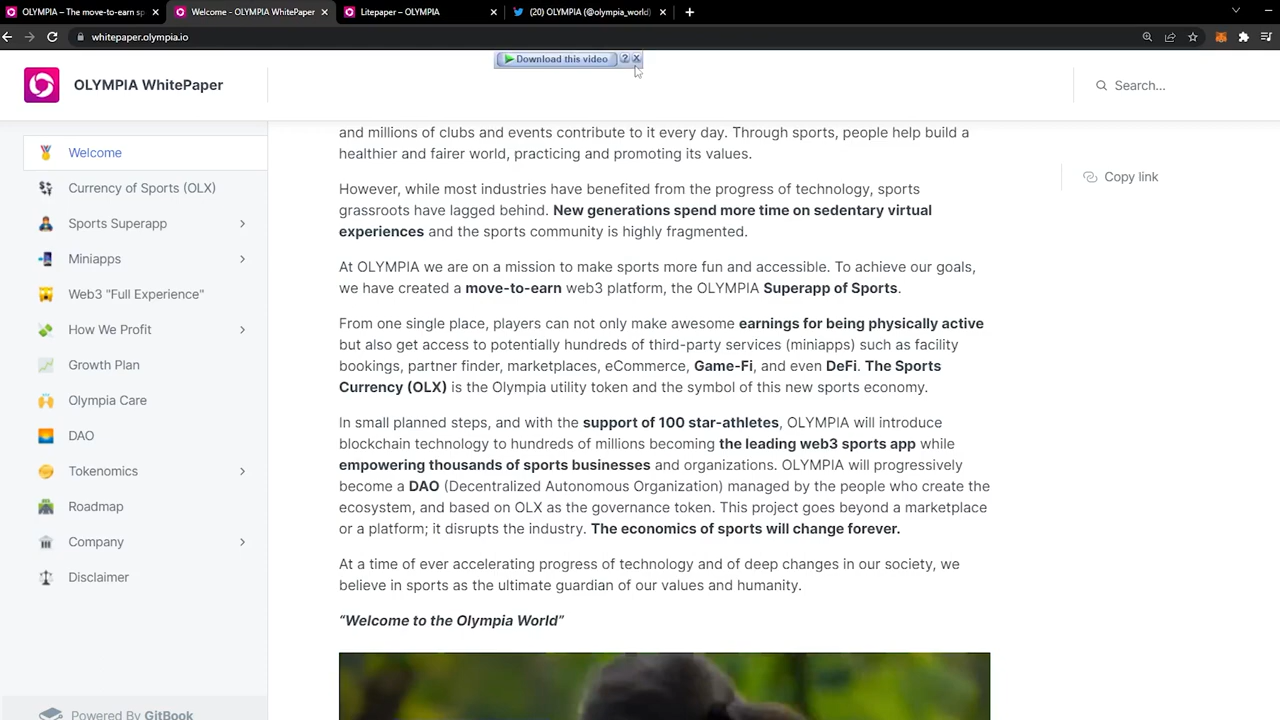 OLYMPIA – The move-to-earn sp
Welcome - OLYMPIA WhitePaper
Litepaper – OLYMPIA
(20) OLYMPIA (@olympia_world)
whitepaper.olympia.io
Download this video
OLYMPIA WhitePaper
Search...
Welcome
Currency of Sports (OLX)
Sports Superapp
Miniapps
Web3 "Full Experience"
How We Profit
Growth Plan
Olympia Care
DAO
Tokenomics
Roadmap
Company
Disclaimer
Powered By GitBook
and millions of clubs and events contribute to it every day. Through sports, people help build a
healthier and fairer world, practicing and promoting its values.
However, while most industries have benefited from the progress of technology, sports
grassroots have lagged behind. New generations spend more time on sedentary virtual
experiences and the sports community is highly fragmented.
At OLYMPIA we are on a mission to make sports more fun and accessible. To achieve our goals,
we have created a move-to-earn web3 platform, the OLYMPIA Superapp of Sports.
From one single place, players can not only make awesome earnings for being physically active
but also get access to potentially hundreds of third-party services (miniapps) such as facility
bookings, partner finder, marketplaces, eCommerce, Game-Fi, and even DeFi. The Sports
Currency (OLX) is the Olympia utility token and the symbol of this new sports economy.
In small planned steps, and with the support of 100 star-athletes, OLYMPIA will introduce
blockchain technology to hundreds of millions becoming the leading web3 sports app while
empowering thousands of sports businesses and organizations. OLYMPIA will progressively
become a DAO (Decentralized Autonomous Organization) managed by the people who create the
ecosystem, and based on OLX as the governance token. This project goes beyond a marketplace
or a platform; it disrupts the industry. The economics of sports will change forever.
At a time of ever accelerating progress of technology and of deep changes in our society, we
believe in sports as the ultimate guardian of our values and humanity.
“Welcome to the Olympia World”
Copy link